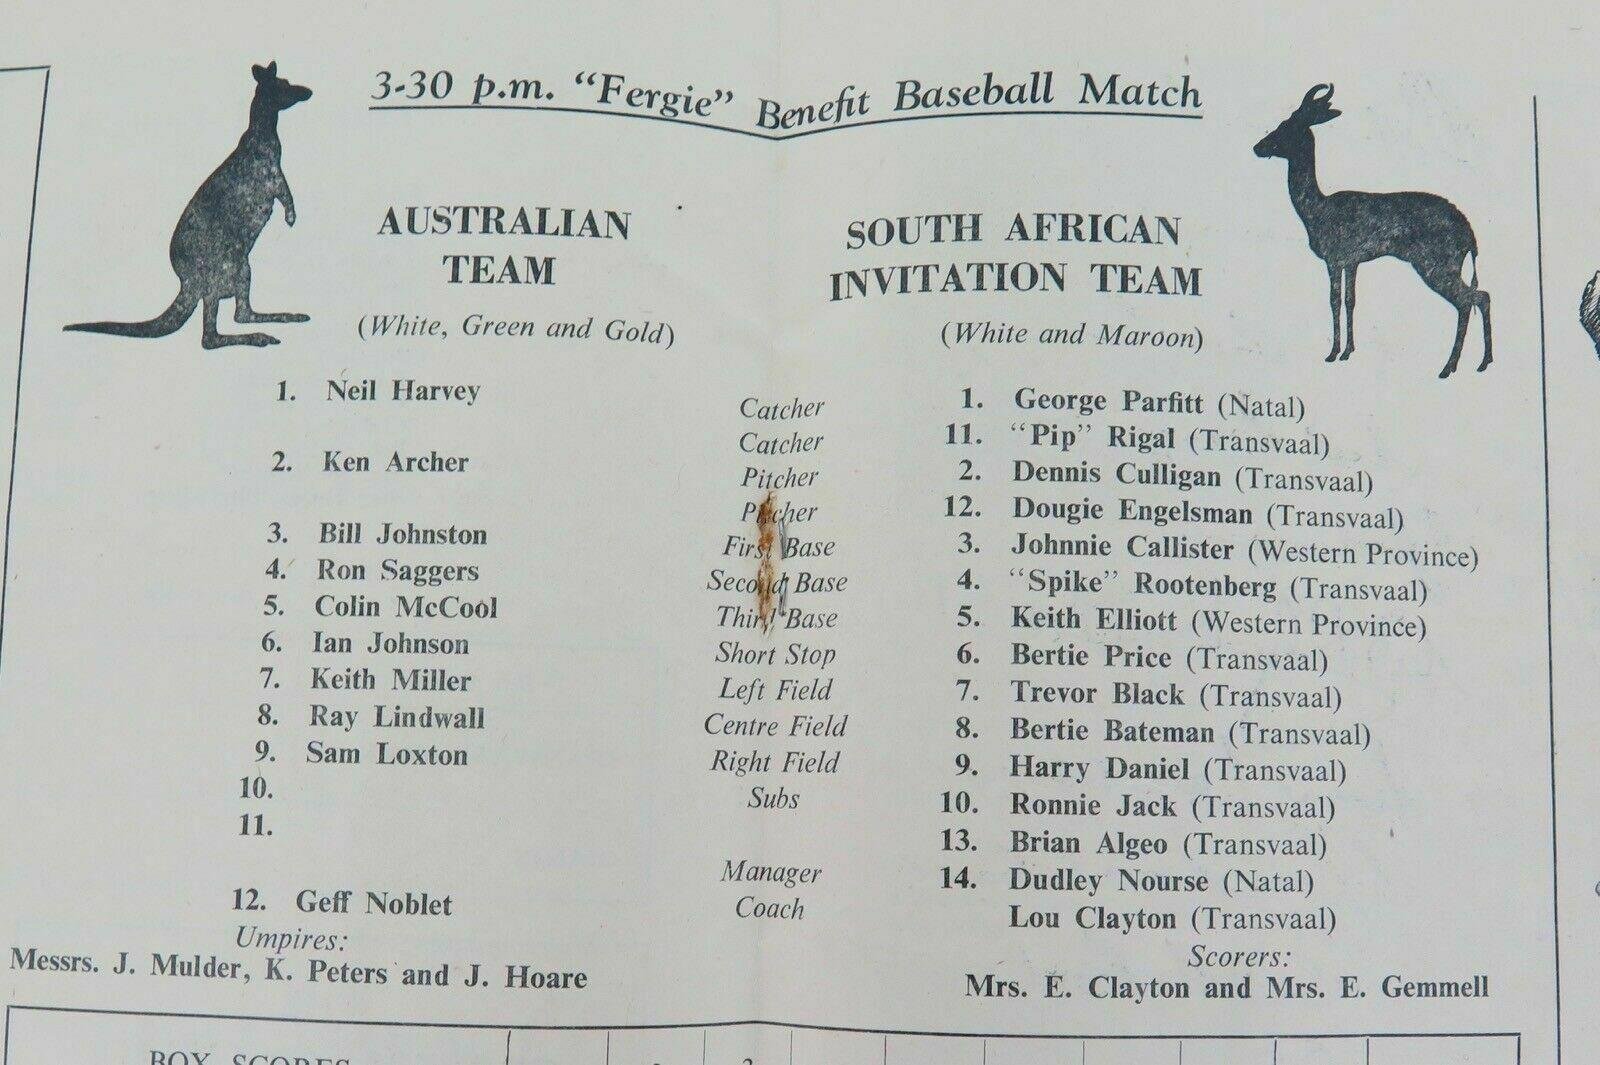 3-30 p.m. "Fergie" Benefit Baseball Match
AUSTRALIAN
TEAM
(White, Green and Gold)
SOUTH AFRICAN
INVITATION TEAM
(White and Maroon)
1. Neil Harvey Catcher 1. George Parfitt (Natal)
Catcher 11. "Pip" Rigal (Transvaal)
2. Ken Archer Pitcher 2. Dennis Culligan (Transvaal)
Pitcher 12. Dougie Engelsman (Transvaal)
3. Bill Johnston First Base 3. Johnnie Callister (Western Province)
4. Ron Saggers Second Base 4. "Spike" Rootenberg (Transvaal)
5. Colin McCool Third Base 5. Keith Elliott (Western Province)
6. Ian Johnson Short Stop 6. Bertie Price (Transvaal)
7. Keith Miller Left Field 7. Trevor Black (Transvaal)
8. Ray Lindwall Centre Field 8. Bertie Bateman (Transvaal)
9. Sam Loxton Right Field 9. Harry Daniel (Transvaal)
10. Subs 10. Ronnie Jack (Transvaal)
11. 13. Brian Algeo (Transvaal)
Manager 14. Dudley Nourse (Natal)
12. Geff Noblet Coach Lou Clayton (Transvaal)
Umpires:
Messrs. J. Mulder, K. Peters and J. Hoare
Scorers:
Mrs. E. Clayton and Mrs. E. Gemmell
BOX SCORES